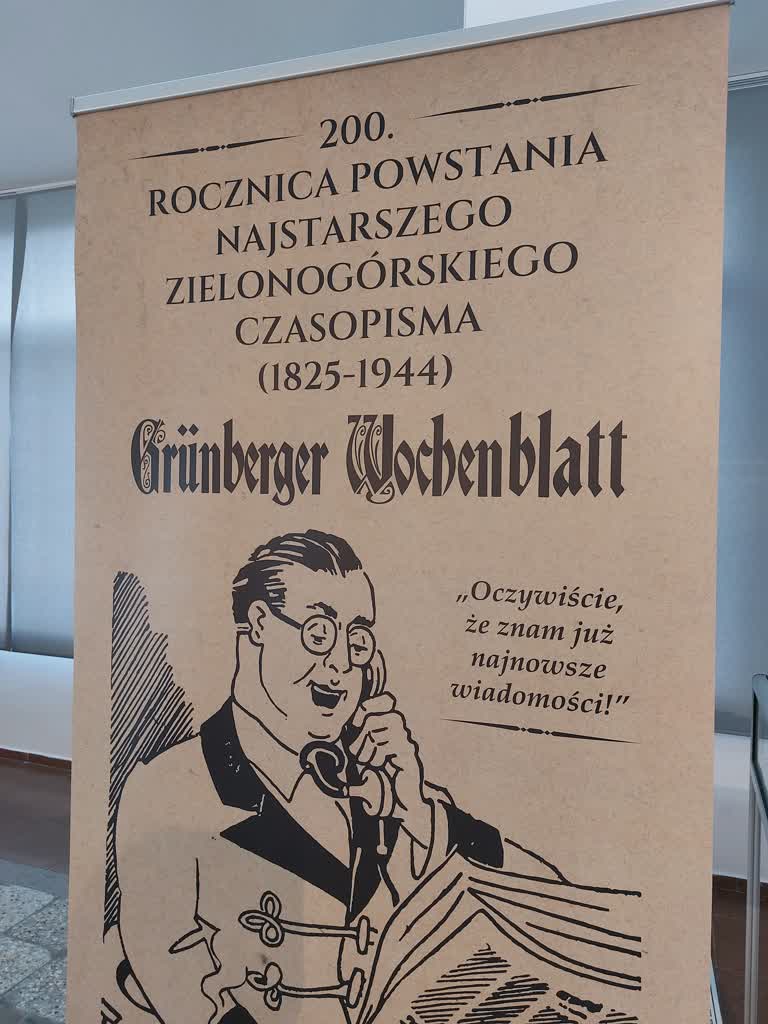 200.
ROCZNICA POWSTANIA
NAJSTARSZEGO
ZIELONOGÓRSKIEGO
CZASOPISMA
(1825-1944)
Grünberger Wochenblatt
„Oczywiście,
że znam już
najnowsze
wiadomości!”